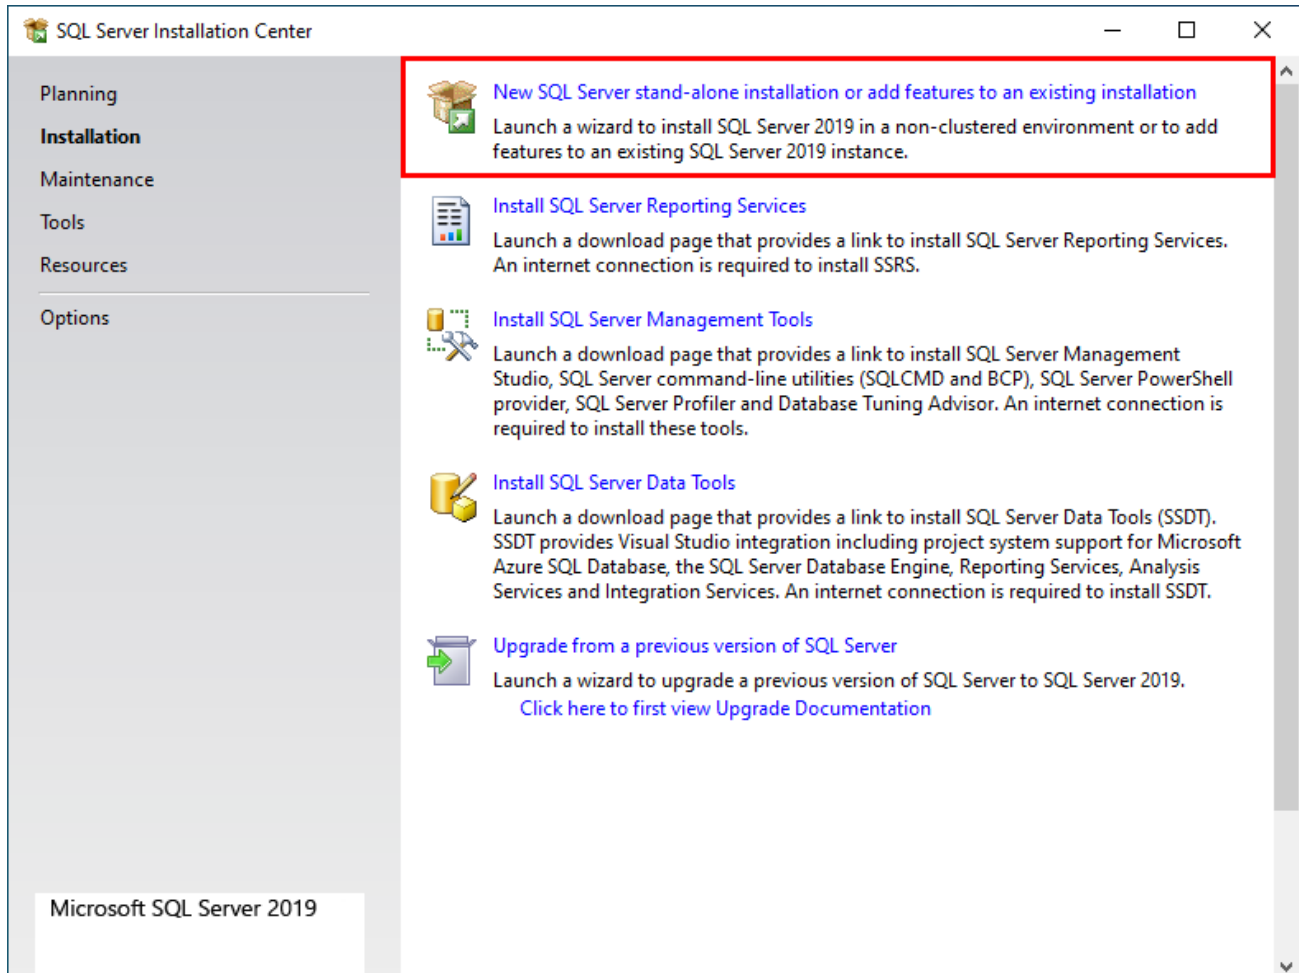 SQL Server Installation Center
Planning
Installation
Maintenance
Tools
Resources
Options
Microsoft SQL Server 2019
New SQL Server stand-alone installation or add features to an existing installation
Launch a wizard to install SQL Server 2019 in a non-clustered environment or to add
features to an existing SQL Server 2019 instance.
Install SQL Server Reporting Services
Launch a download page that provides a link to install SQL Server Reporting Services.
An internet connection is required to install SSRS.
Install SQL Server Management Tools
Launch a download page that provides a link to install SQL Server Management
Studio, SQL Server command-line utilities (SQLCMD and BCP), SQL Server PowerShell
provider, SQL Server Profiler and Database Tuning Advisor. An internet connection is
required to install these tools.
Install SQL Server Data Tools
Launch a download page that provides a link to install SQL Server Data Tools (SSDT).
SSDT provides Visual Studio integration including project system support for Microsoft
Azure SQL Database, the SQL Server Database Engine, Reporting Services, Analysis
Services and Integration Services. An internet connection is required to install SSDT.
Upgrade from a previous version of SQL Server
Launch a wizard to upgrade a previous version of SQL Server to SQL Server 2019.
Click here to first view Upgrade Documentation